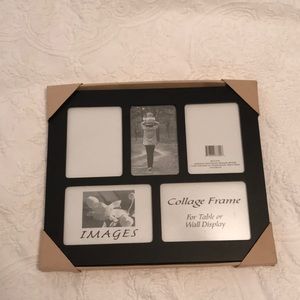 IMAGES
Collage Frame
For Table or
Wall Display